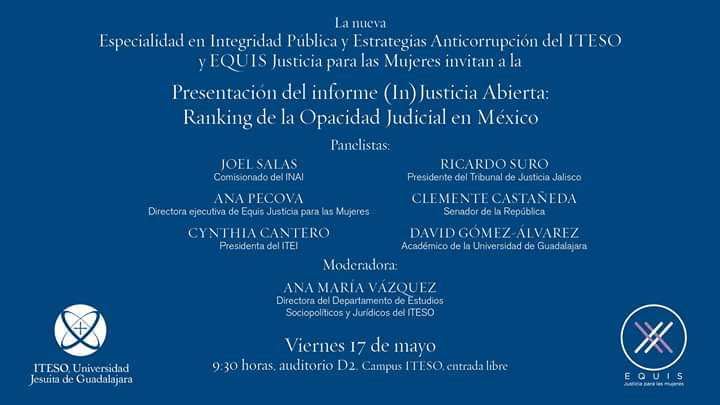 La nueva
Especialidad en Integridad Pública y Estrategias Anticorrupción del ITESO
y EQUIS Justicia para las Mujeres invitan a la
Presentación del informe (In)Justicia Abierta:
Ranking de la Opacidad Judicial en México
Panelistas:
JOEL SALAS
Comisionado del INAI
RICARDO SURO
Presidente del Tribunal de Justicia Jalisco
ANA PECOVA
Directora ejecutiva de Equis Justicia para las Mujeres
CLEMENTE CASTAÑEDA
Senador de la República
CYNTHIA CANTERO
Presidenta del ITEI
DAVID GÓMEZ-ÁLVAREZ
Académico de la Universidad de Guadalajara
Moderadora:
ANA MARÍA VÁZQUEZ
Directora del Departamento de Estudios
Sociopolíticos y Jurídicos del ITESO
Viernes 17 de mayo
9:30 horas, auditorio D2. Campus ITESO, entrada libre
ITESO, Universidad
Jesuita de Guadalajara
EQUIS
Justicia para las mujeres